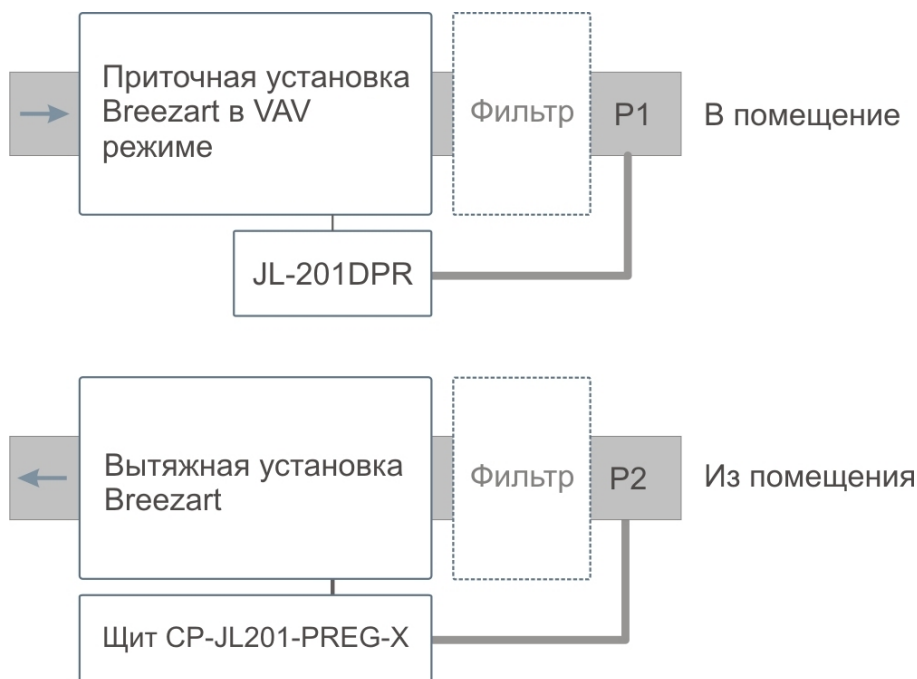 Приточная установка
Breezart в VAV
режиме
Фильтр
P1
В помещение
JL-201DPR
Вытяжная установка
Breezart
Фильтр
P2
Из помещения
Щит CP-JL201-PREG-X